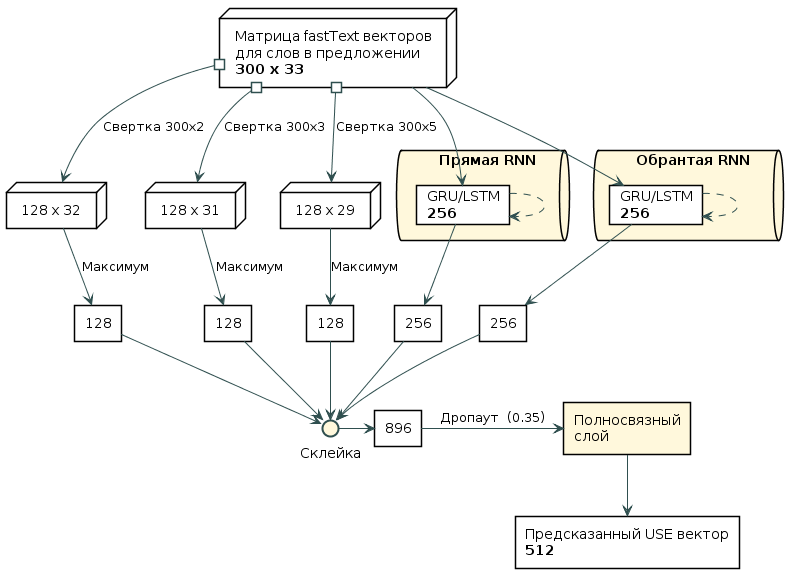 Матрица fastText векторов
для слов в предложении
300 x 33
Свертка 300x2
Свертка 300x3
Свертка 300x5
Прямая RNN
Обрантая RNN
128 x 32
128 x 31
128 x 29
GRU/LSTM
256
GRU/LSTM
256
Максимум
Максимум
Максимум
128
128
128
256
256
Склейка
896
Дропаут (0.35)
Полносвязный
слой
Предсказанный USE вектор
512